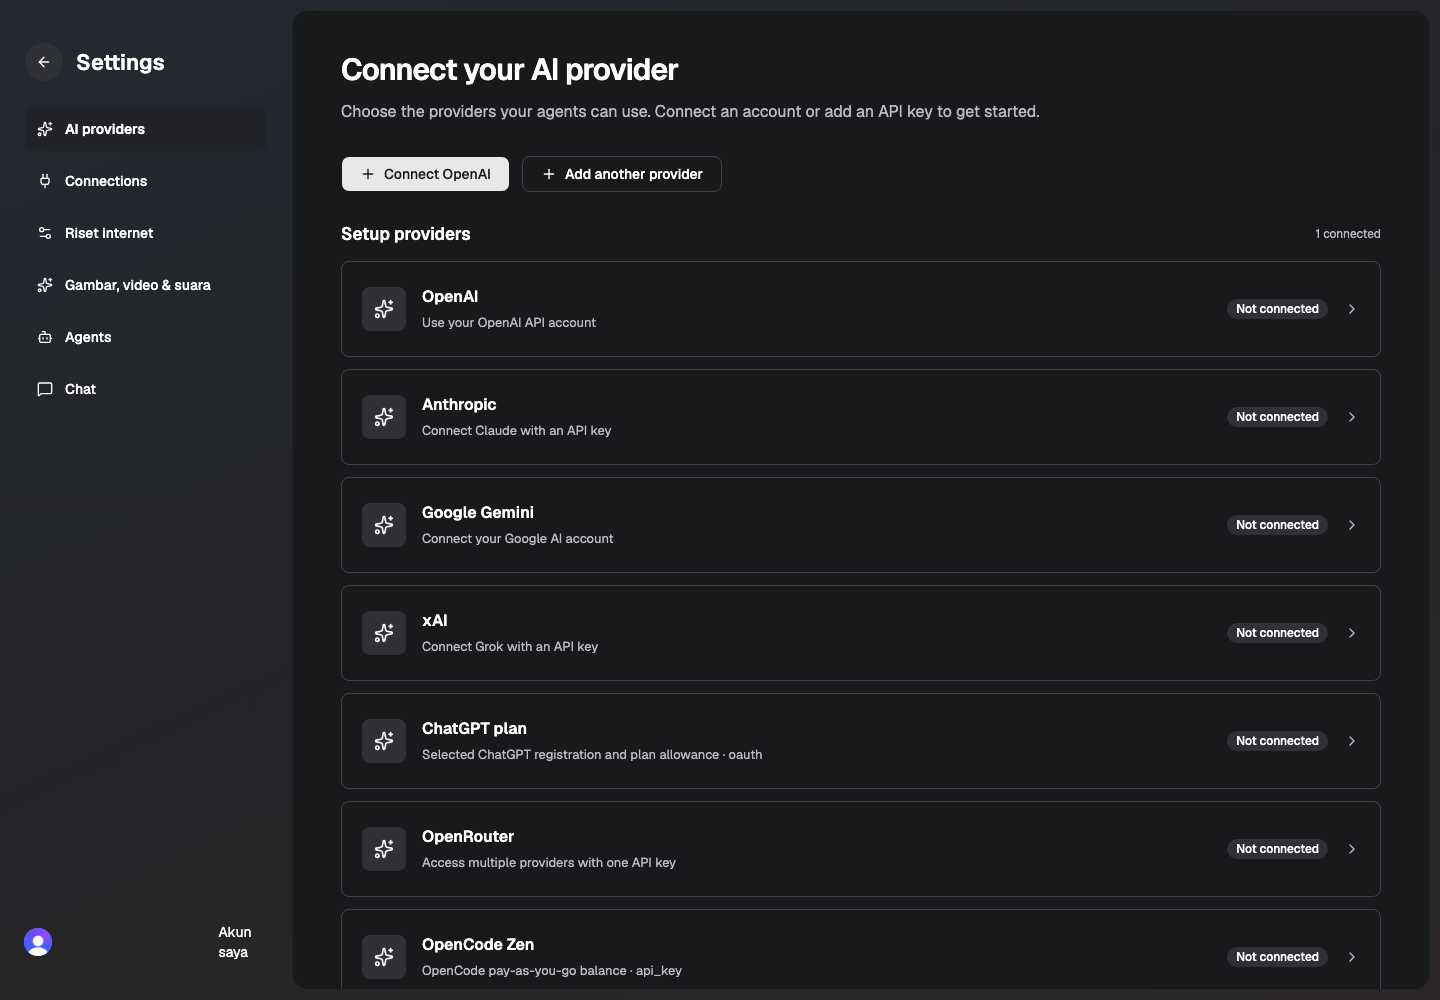 Settings
AI providers
Connections
Riset internet
Gambar, video & suara
Agents
Chat
Akun
saya
Connect your AI provider
Choose the providers your agents can use. Connect an account or add an API key to get started.
Connect OpenAI
Add another provider
Setup providers
1 connected
OpenAI
Use your OpenAI API account
Not connected
Anthropic
Connect Claude with an API key
Not connected
Google Gemini
Connect your Google AI account
Not connected
xAI
Connect Grok with an API key
Not connected
ChatGPT plan
Selected ChatGPT registration and plan allowance · oauth
Not connected
OpenRouter
Access multiple providers with one API key
Not connected
OpenCode Zen
OpenCode pay-as-you-go balance · api_key
Not connected